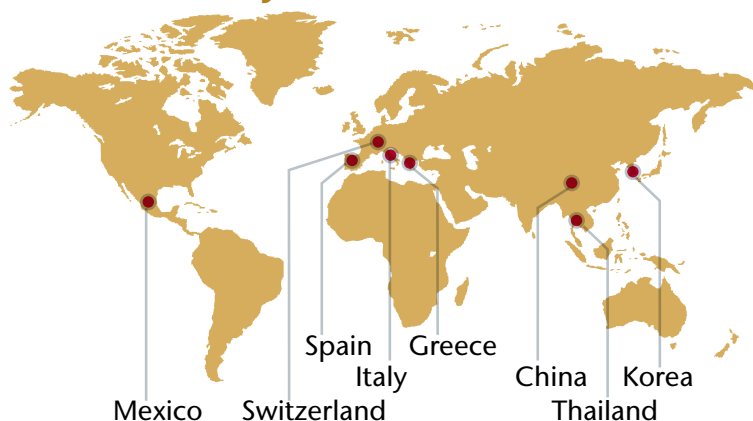 Spain
Greece
Italy
China
Korea
Mexico
Switzerland
Thailand